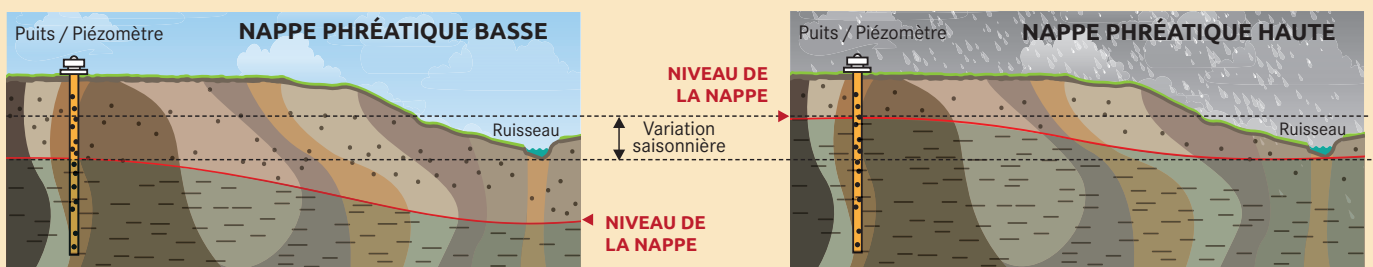 Puits / Piézomètre
NAPPE PHRÉATIQUE BASSE
Ruisseau
NIVEAU DE
LA NAPPE
Variation
saisonnière
NIVEAU DE
LA NAPPE
Puits / Piézomètre
NAPPE PHRÉATIQUE HAUTE
Ruisseau